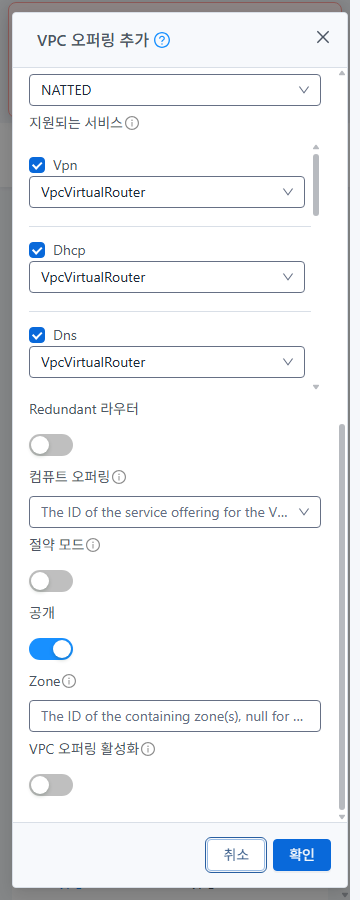 VPC 오퍼링 추가
NATTED
지원되는 서비스
Vpn
VpcVirtualRouter
Dhcp
VpcVirtualRouter
Dns
VpcVirtualRouter
Redundant 라우터
컴퓨트 오퍼링
The ID of the service offering for the V...
절약 모드
공개
Zone
The ID of the containing zone(s), null for ...
VPC 오퍼링 활성화
취소 확인